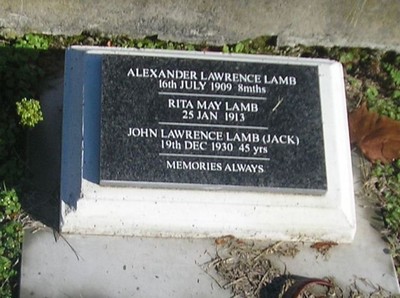 ALEXANDER LAWRENCE LAMB
16th JULY 1909 8mths
RITA MAY LAMB
25 JAN 1913
JOHN LAWRENCE LAMB (JACK)
19th DEC 1930 45 yrs
MEMORIES ALWAYS